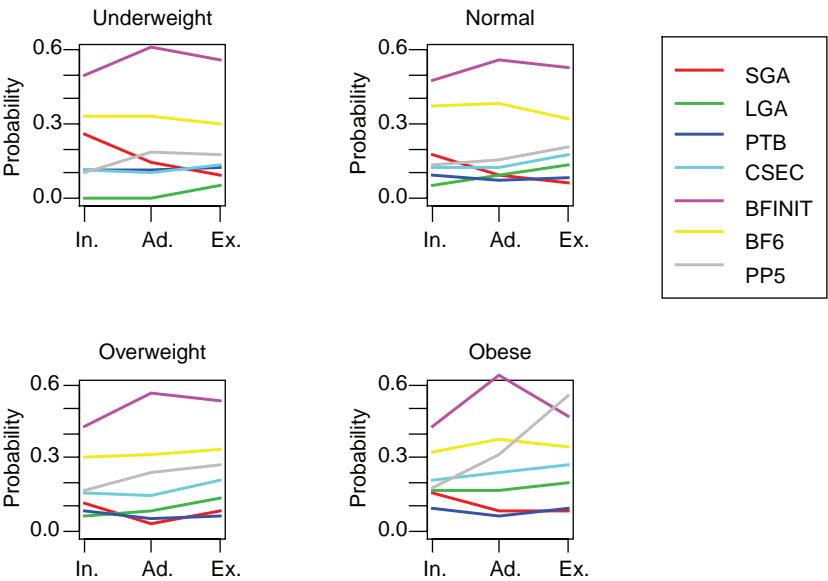 Underweight
Normal
0.6
0.3
0.0
Probability
In. Ad. Ex.
0.6
0.3
0.0
Probability
In. Ad. Ex.
SGA
LGA
PTB
CSEC
BFINIT
BF6
PP5
Overweight
Obese
0.6
0.3
0.0
Probability
In. Ad. Ex.
0.6
0.3
0.0
Probability
In. Ad. Ex.